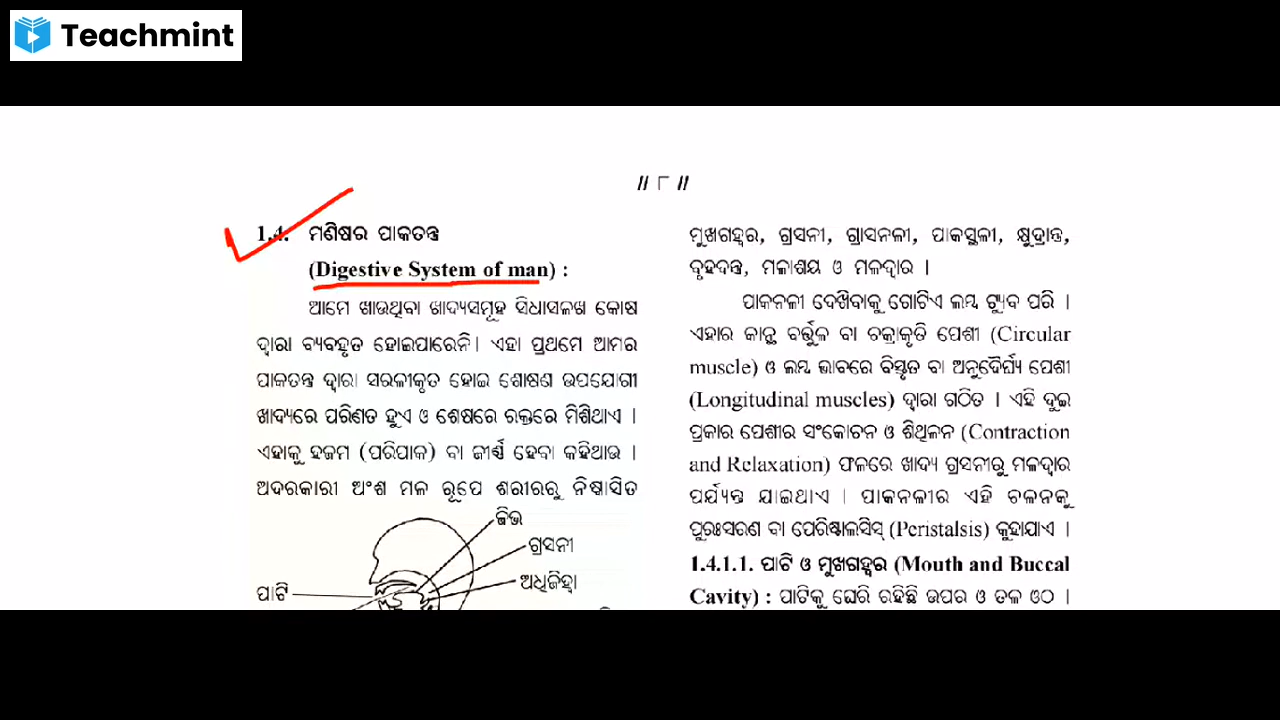 Teachmint
// ୮ //
1.4. ମଣିଷର ପାକତନ୍ତ୍ର
(Digestive System of man) :
ଆମେ ଖାଉଥିବା ଖାଦ୍ୟସମୂହ ସିଧାସଳଖ କୋଷ
ଦ୍ୱାରା ବ୍ୟବହୃତ ହୋଇପାରେନି। ଏହା ପ୍ରଥମେ ଆମର
ପାକତନ୍ତ୍ର ଦ୍ୱାରା ସରଳୀକୃତ ହୋଇ ଶୋଷଣ ଉପଯୋଗୀ
ଖାଦ୍ୟରେ ପରିଣତ ହୁଏ ଓ ଶେଷରେ ରକ୍ତରେ ମିଶିଥାଏ ।
ଏହାକୁ ହଜମ (ପରିପାକ) ବା ଜୀର୍ଣ୍ଣ ହେବା କହିଥାଉ ।
ଅଦରକାରୀ ଅଂଶ ମଳ ରୂପେ ଶରୀରରୁ ନିଷ୍କାସିତ
ଜିଭ
ଗ୍ରସନୀ
ଅଧିଜିହ୍ୱା
ପାଟି
ମୁଖଗହ୍ୱର, ଗ୍ରସନୀ, ଗ୍ରାସନଳୀ, ପାକସ୍ଥଳୀ, କ୍ଷୁଦ୍ରାନ୍ତ୍ର,
ବୃହଦନ୍ତ୍ର, ମଳାଶୟ ଓ ମଳଦ୍ୱାର ।
ପାକନଳୀ ଦେଖିବାକୁ ଗୋଟିଏ ଲମ୍ବ ଟ୍ୟୁବ ପରି ।
ଏହାର କାନ୍ଥ ବର୍ତ୍ତୁଳ ବା ଚକ୍ରାକୃତି ପେଶୀ (Circular
muscle) ଓ ଲମ୍ବ ଭାବରେ ବିସ୍ତୃତ ବା ଅନୁଦୈର୍ଘ୍ୟ ପେଶୀ
(Longitudinal muscles) ଦ୍ୱାରା ଗଠିତ । ଏହି ଦୁଇ
ପ୍ରକାର ପେଶୀର ସଂକୋଚନ ଓ ଶିଥିଳନ (Contraction
and Relaxation) ଫଳରେ ଖାଦ୍ୟ ଗ୍ରସନୀରୁ ମଳଦ୍ୱାର
ପର୍ଯ୍ୟନ୍ତ ଯାଇଥାଏ । ପାକନଳୀର ଏହି ଚଳନକୁ
ପୁରଃସରଣ ବା ପେରିଷ୍ଟାଲସିସ୍ (Peristalsis) କୁହାଯାଏ ।
1.4.1.1. ପାଟି ଓ ମୁଖଗହ୍ୱର (Mouth and Buccal
Cavity) : ପାଟିକୁ ଘେରି ରହିଛି ଉପର ଓ ତଳ ଓଠ ।